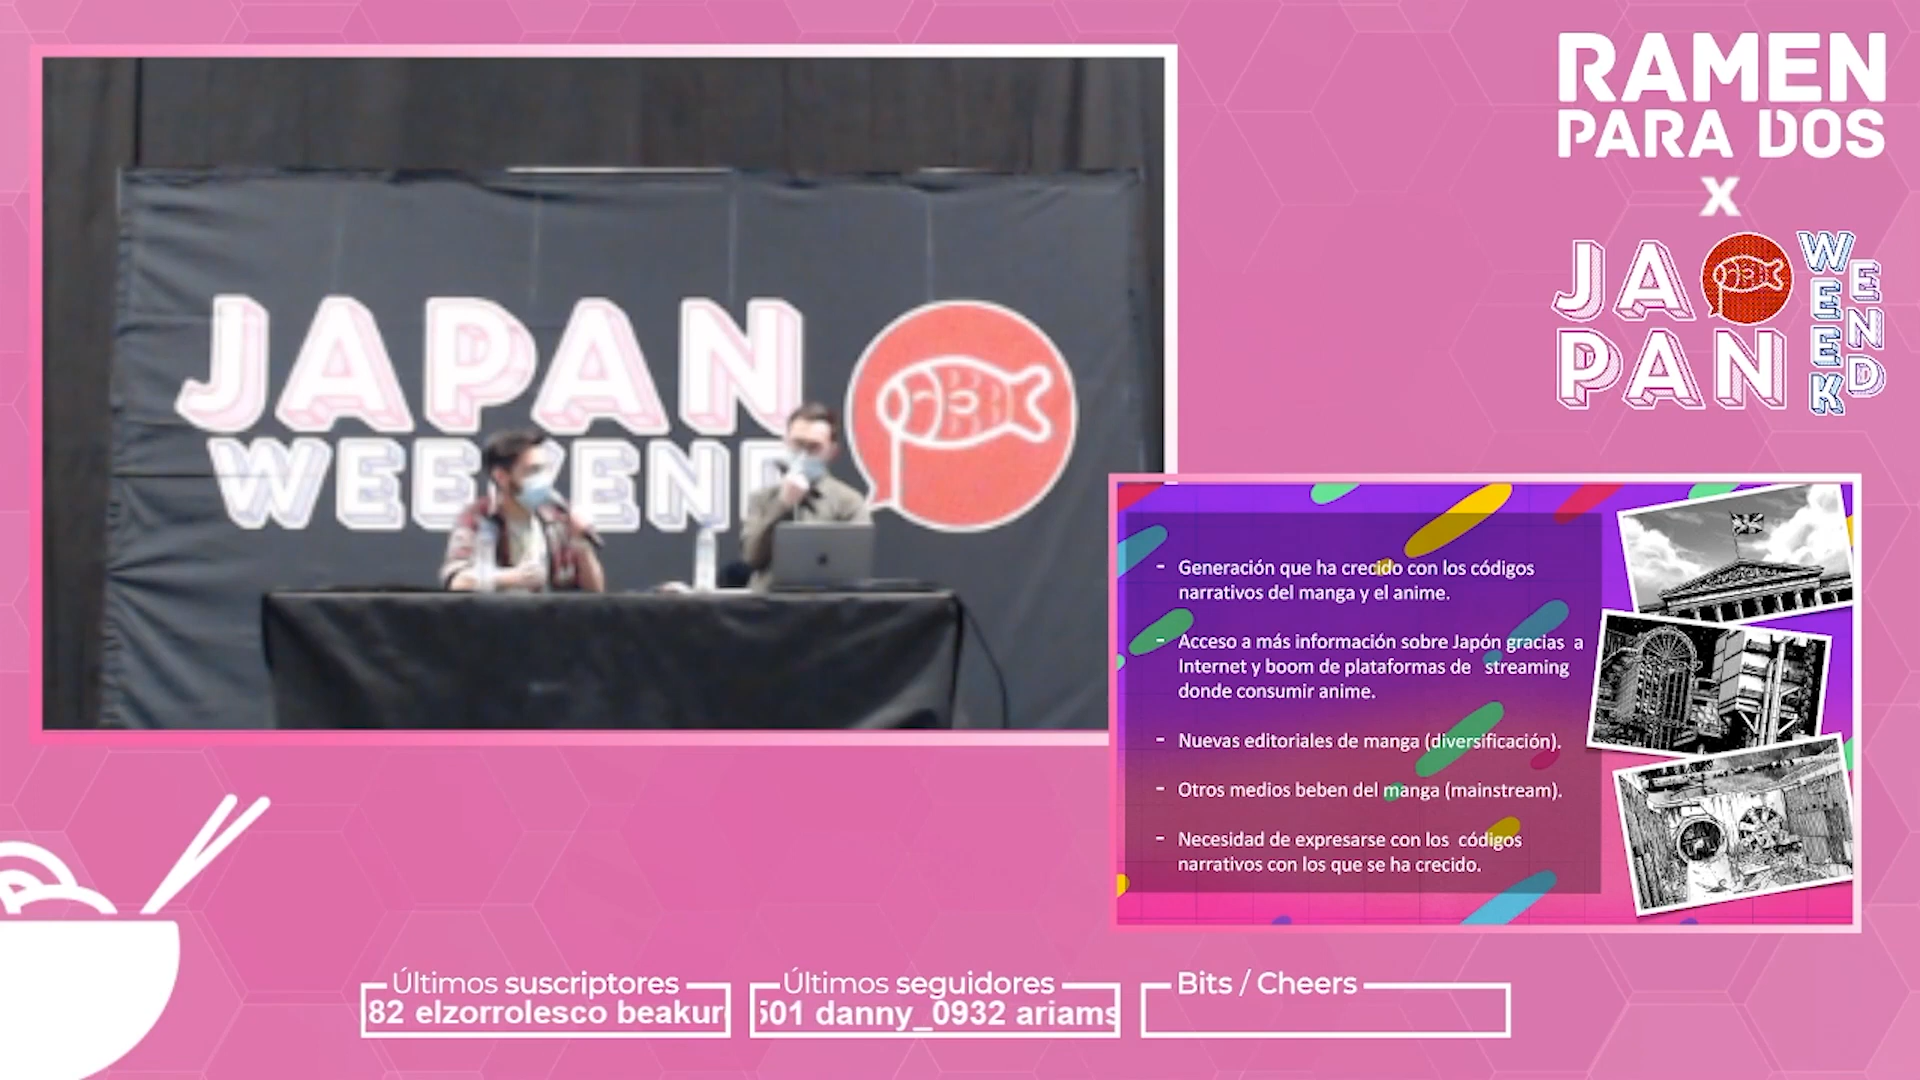 RAMEN
PARA DOS
X
JAPAN
WEEKEND
JAPAN
WEEKEND
- Generación que ha crecido con los códigos
narrativos del manga y el anime.
- Acceso a más información sobre Japón gracias a
Internet y boom de plataformas de streaming
donde consumir anime.
- Nuevas editoriales de manga (diversificación).
- Otros medios beben del manga (mainstream).
- Necesidad de expresarse con los códigos
narrativos con los que se ha crecido.
Últimos suscriptores
82 elzorrolesco beakur
Últimos seguidores
501 danny_0932 ariams
Bits / Cheers